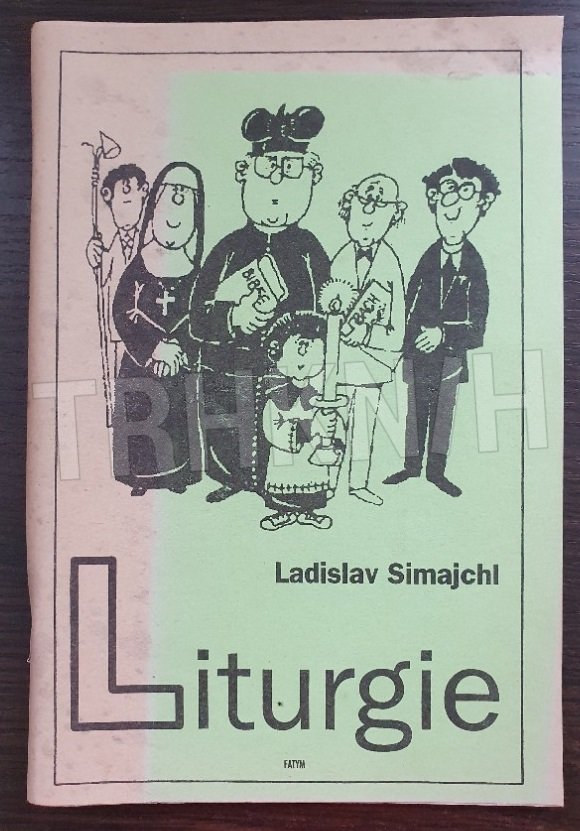 BIBLE
BACH
TRHKNIH
Ladislav Simajchl
Liturgie
FATYM